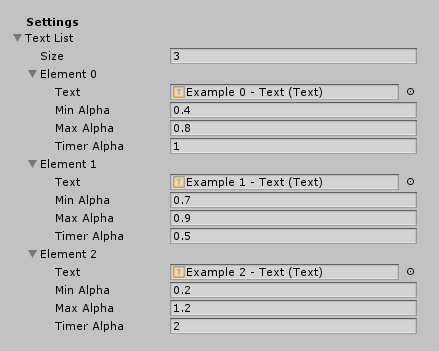 Settings
Text List
Size 3
Element 0
Text Example 0 - Text (Text)
Min Alpha 0.4
Max Alpha 0.8
Timer Alpha 1
Element 1
Text Example 1 - Text (Text)
Min Alpha 0.7
Max Alpha 0.9
Timer Alpha 0.5
Element 2
Text Example 2 - Text (Text)
Min Alpha 0.2
Max Alpha 1.2
Timer Alpha 2